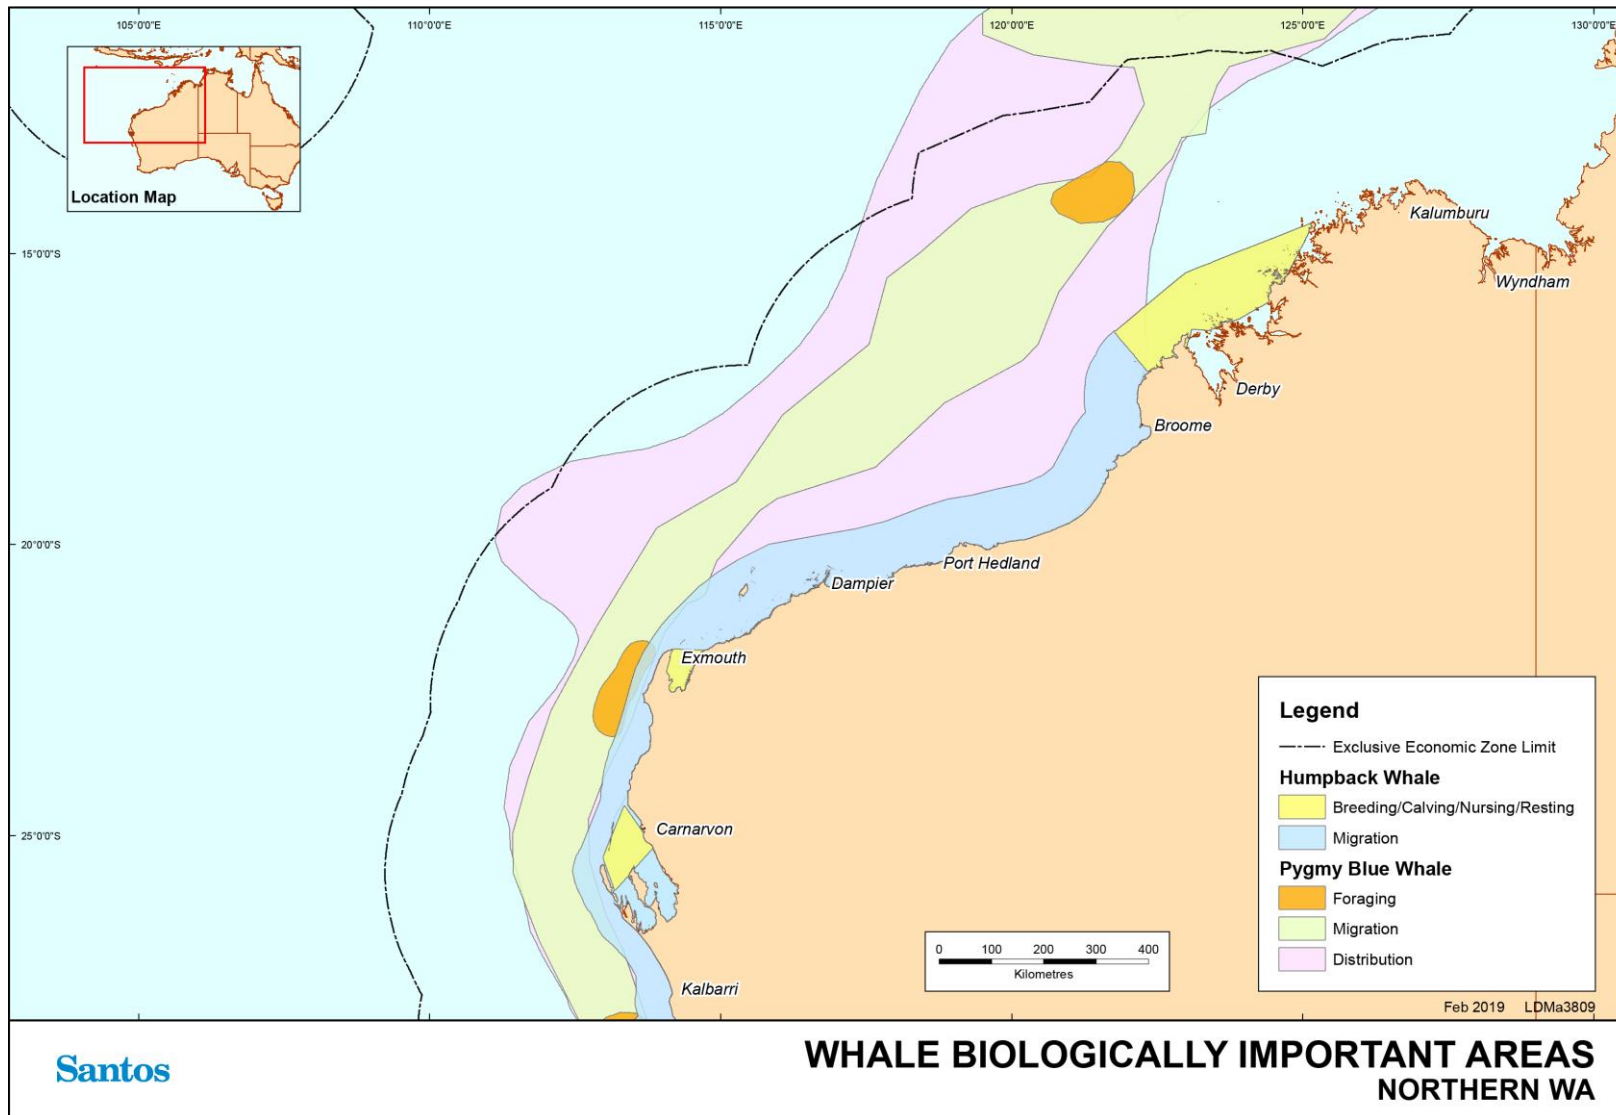 105°0'0"E
110°0'0"E
115°0'0"E
120°0'0"E
125°0'0"E
130°0'0"E
Location Map
15°0'0"S
20°0'0"S
25°0'0"S
Kalumburu
Wyndham
Derby
Broome
Port Hedland
Dampier
Exmouth
Carnarvon
Kalbarri
Legend
Exclusive Economic Zone Limit
Humpback Whale
Breeding/Calving/Nursing/Resting
Migration
Pygmy Blue Whale
Foraging
Migration
Distribution
0 100 200 300 400
Kilometres
Feb 2019 LDMa3809
Santos
WHALE BIOLOGICALLY IMPORTANT AREAS
NORTHERN WA